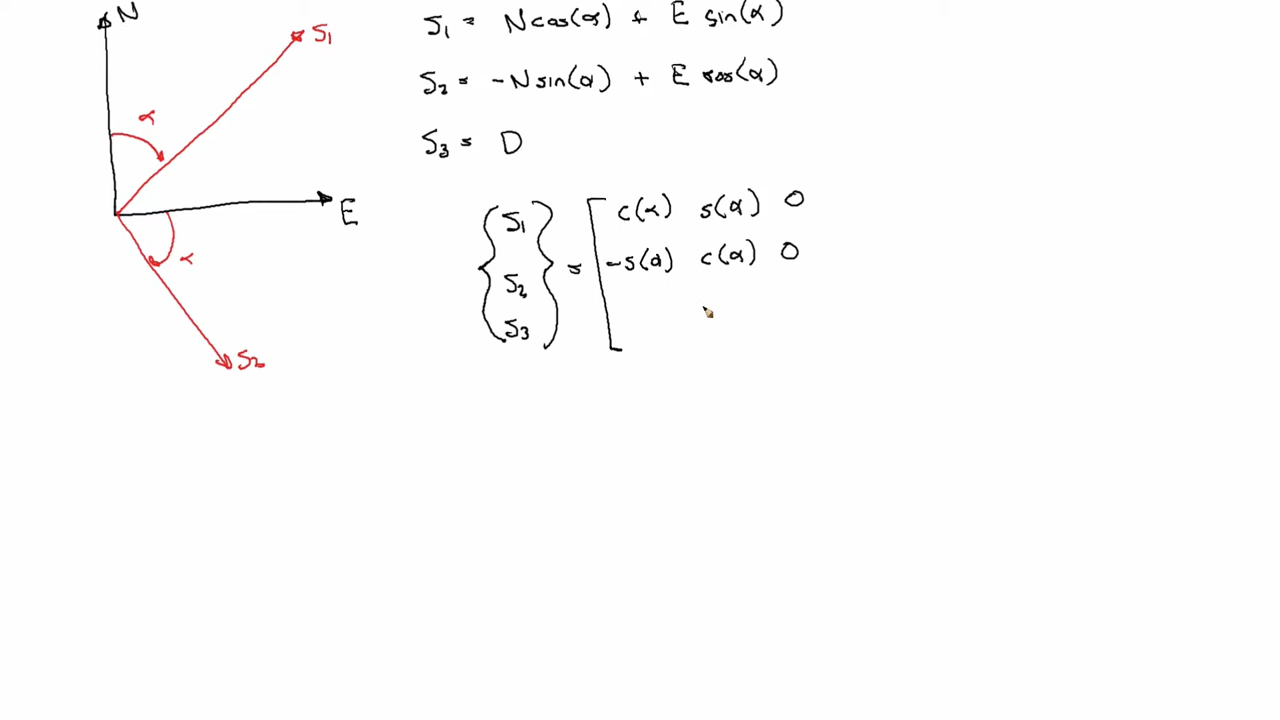 N
S₁
α
E
α
S₂
S₁ = N cos(α) + E sin(α)
S₂ = -N sin(α) + E cos(α)
S₃ = D
{ S₁ = [ c(α) s(α) 0
S₂ -s(α) c(α) 0
S₃ }